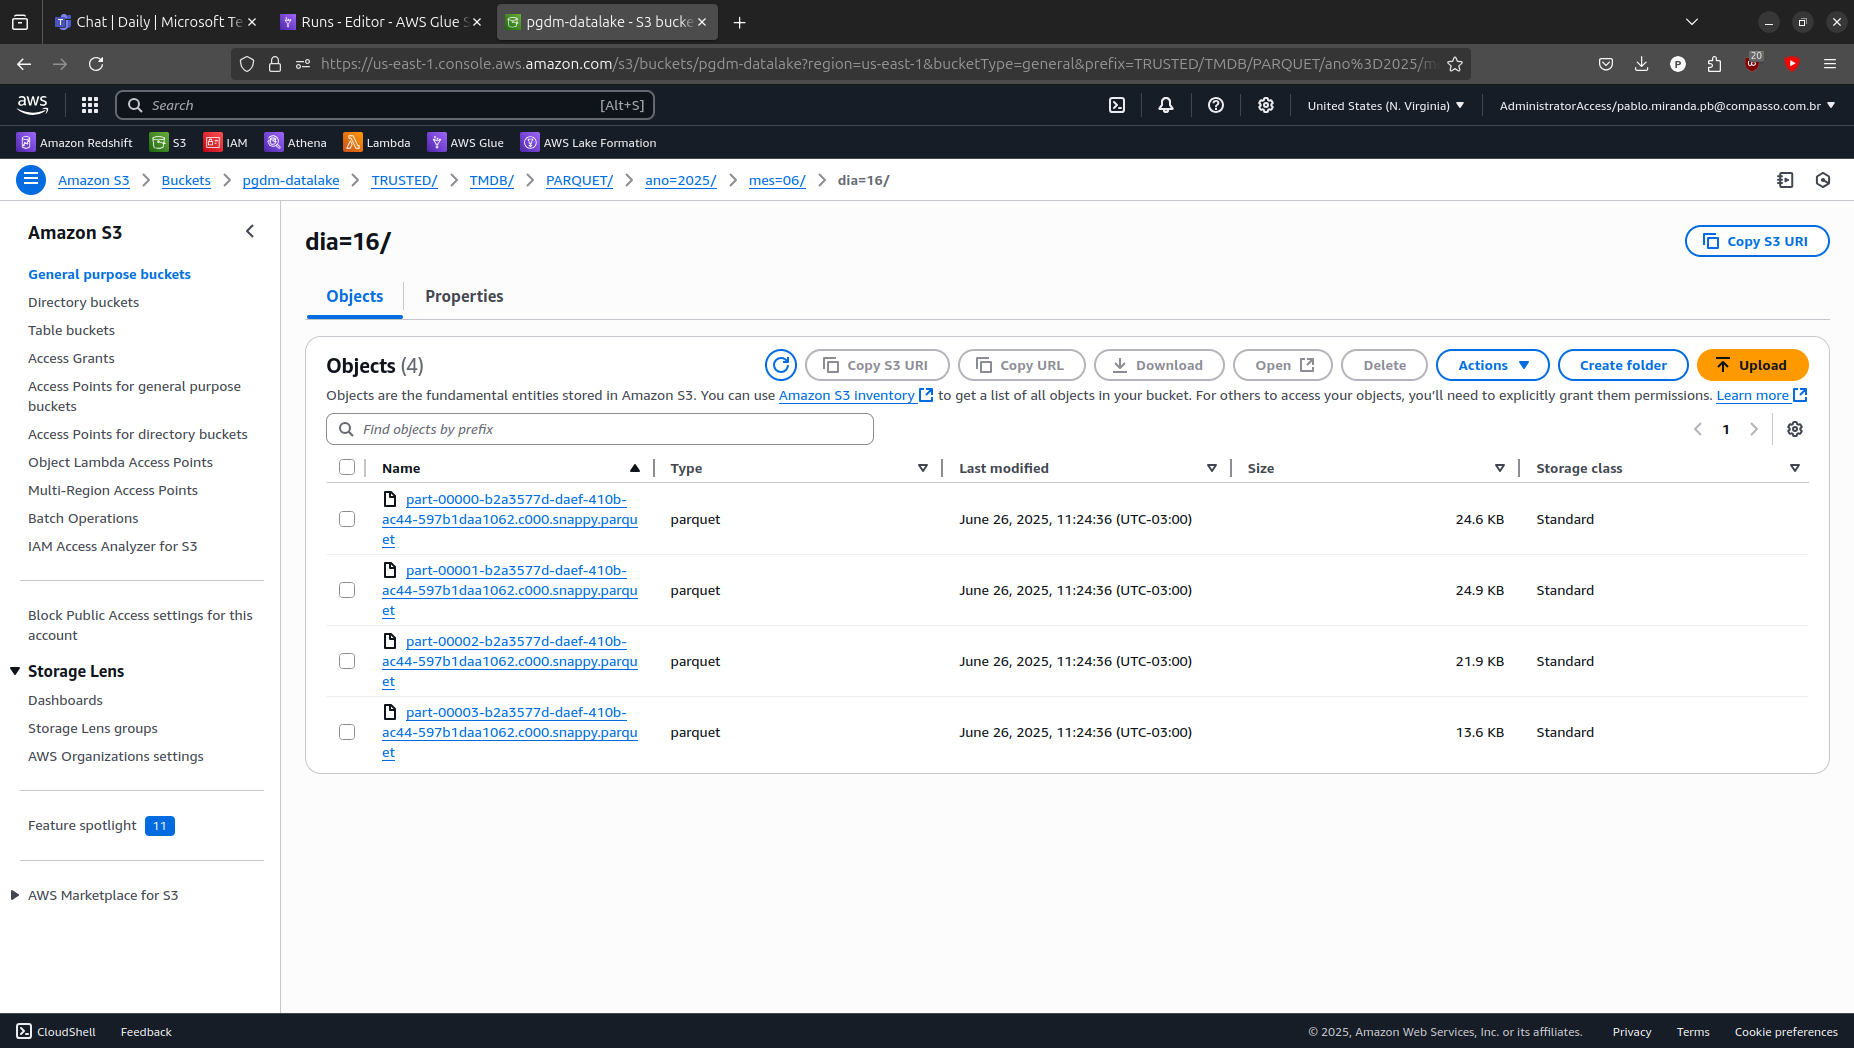 Chat | Daily | Microsoft Te
Runs - Editor - AWS Glue S
pgdm-datalake - S3 bucke
https://us-east-1.console.aws.amazon.com/s3/buckets/pgdm-datalake?region=us-east-1&bucketType=general&prefix=TRUSTED/TMDB/PARQUET/ano%3D2025/m
20
aws
Search
[Alt+S]
United States (N. Virginia)
AdministratorAccess/pablo.miranda.pb@compasso.com.br
Amazon Redshift
S3
IAM
Athena
Lambda
AWS Glue
AWS Lake Formation
Amazon S3
Buckets
pgdm-datalake
TRUSTED/
TMDB/
PARQUET/
ano=2025/
mes=06/
dia=16/
Amazon S3
General purpose buckets
Directory buckets
Table buckets
Access Grants
Access Points for general purpose
buckets
Access Points for directory buckets
Object Lambda Access Points
Multi-Region Access Points
Batch Operations
IAM Access Analyzer for S3
Block Public Access settings for this
account
Storage Lens
Dashboards
Storage Lens groups
AWS Organizations settings
Feature spotlight 11
AWS Marketplace for S3
dia=16/
Copy S3 URI
Objects
Properties
Objects (4)
Copy S3 URI
Copy URL
Download
Open
Delete
Actions
Create folder
Upload
Objects are the fundamental entities stored in Amazon S3. You can use Amazon S3 inventory to get a list of all objects in your bucket. For others to access your objects, you'll need to explicitly grant them permissions. Learn more
Find objects by prefix
1
Name
Type
Last modified
Size
Storage class
part-00000-b2a3577d-daef-410b-
ac44-597b1daa1062.c000.snappy.parqu
et
parquet
June 26, 2025, 11:24:36 (UTC-03:00)
24.6 KB
Standard
part-00001-b2a3577d-daef-410b-
ac44-597b1daa1062.c000.snappy.parqu
et
parquet
June 26, 2025, 11:24:36 (UTC-03:00)
24.9 KB
Standard
part-00002-b2a3577d-daef-410b-
ac44-597b1daa1062.c000.snappy.parqu
et
parquet
June 26, 2025, 11:24:36 (UTC-03:00)
21.9 KB
Standard
part-00003-b2a3577d-daef-410b-
ac44-597b1daa1062.c000.snappy.parqu
et
parquet
June 26, 2025, 11:24:36 (UTC-03:00)
13.6 KB
Standard
CloudShell
Feedback
© 2025, Amazon Web Services, Inc. or its affiliates.
Privacy
Terms
Cookie preferences